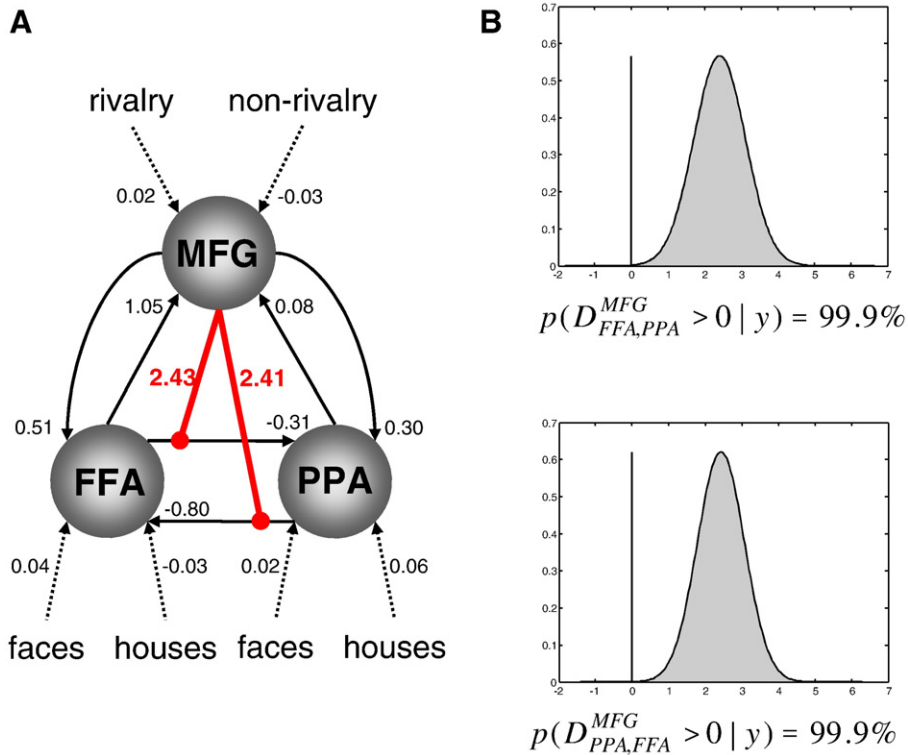 A
rivalry non-rivalry
0.02 -0.03
MFG
1.05 0.08
2.43 2.41
0.51 -0.31 0.30
FFA PPA
-0.80
0.04 -0.03 0.02 0.06
faces houses faces houses
B
0.7
0.6
0.5
0.4
0.3
0.2
0.1
0
-2 -1 0 1 2 3 4 5 6 7
p(D^{MFG}_{FFA,PPA} > 0 | y) = 99.9%
0.7
0.6
0.5
0.4
0.3
0.2
0.1
0
-2 -1 0 1 2 3 4 5 6 7
p(D^{MFG}_{PPA,FFA} > 0 | y) = 99.9%